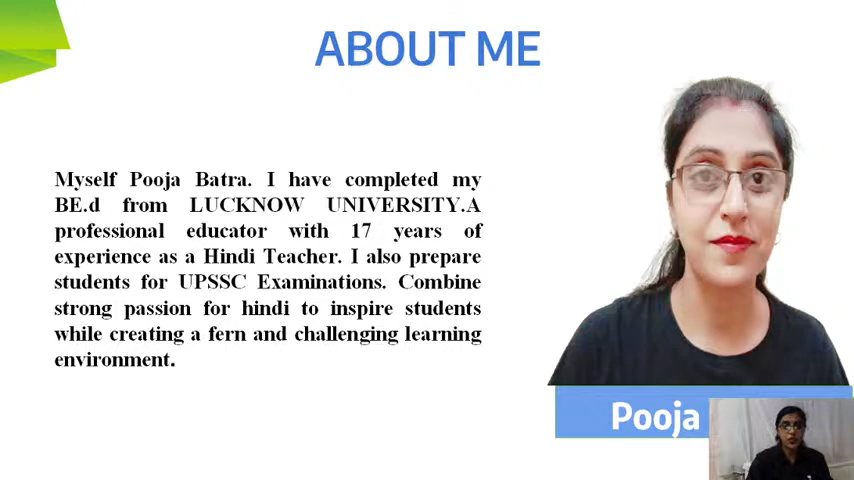 ABOUT ME
Myself Pooja Batra. I have completed my
BE.d from LUCKNOW UNIVERSITY.A
professional educator with 17 years of
experience as a Hindi Teacher. I also prepare
students for UPSSC Examinations. Combine
strong passion for hindi to inspire students
while creating a fern and challenging learning
environment.
Pooja